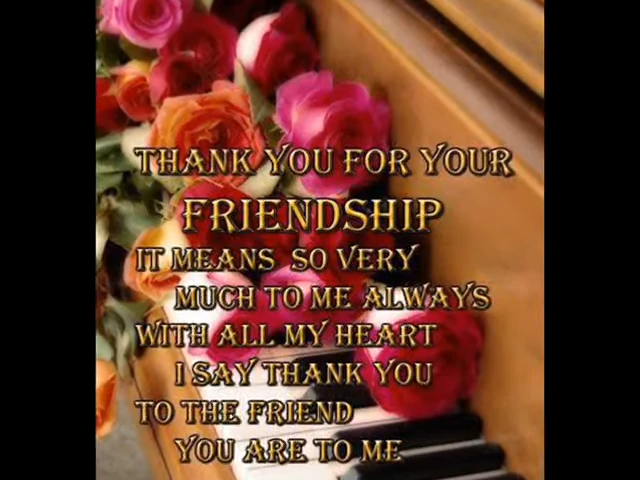 THANK YOU FOR YOUR
FRIENDSHIP
IT MEANS SO VERY
MUCH TO ME ALWAYS
WITH ALL MY HEART
I SAY THANK YOU
TO THE FRIEND
YOU ARE TO ME